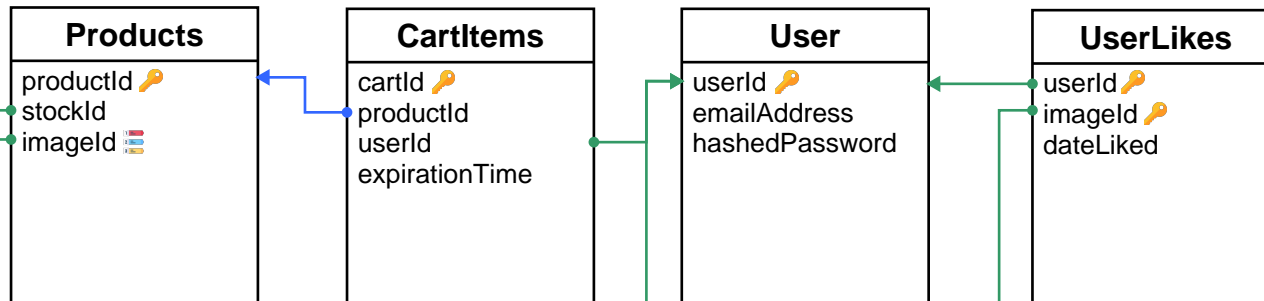 Products
productId
stockId
imageId
CartItems
cartId
productId
userId
expirationTime
User
userId
emailAddress
hashedPassword
UserLikes
userId
imageId
dateLiked